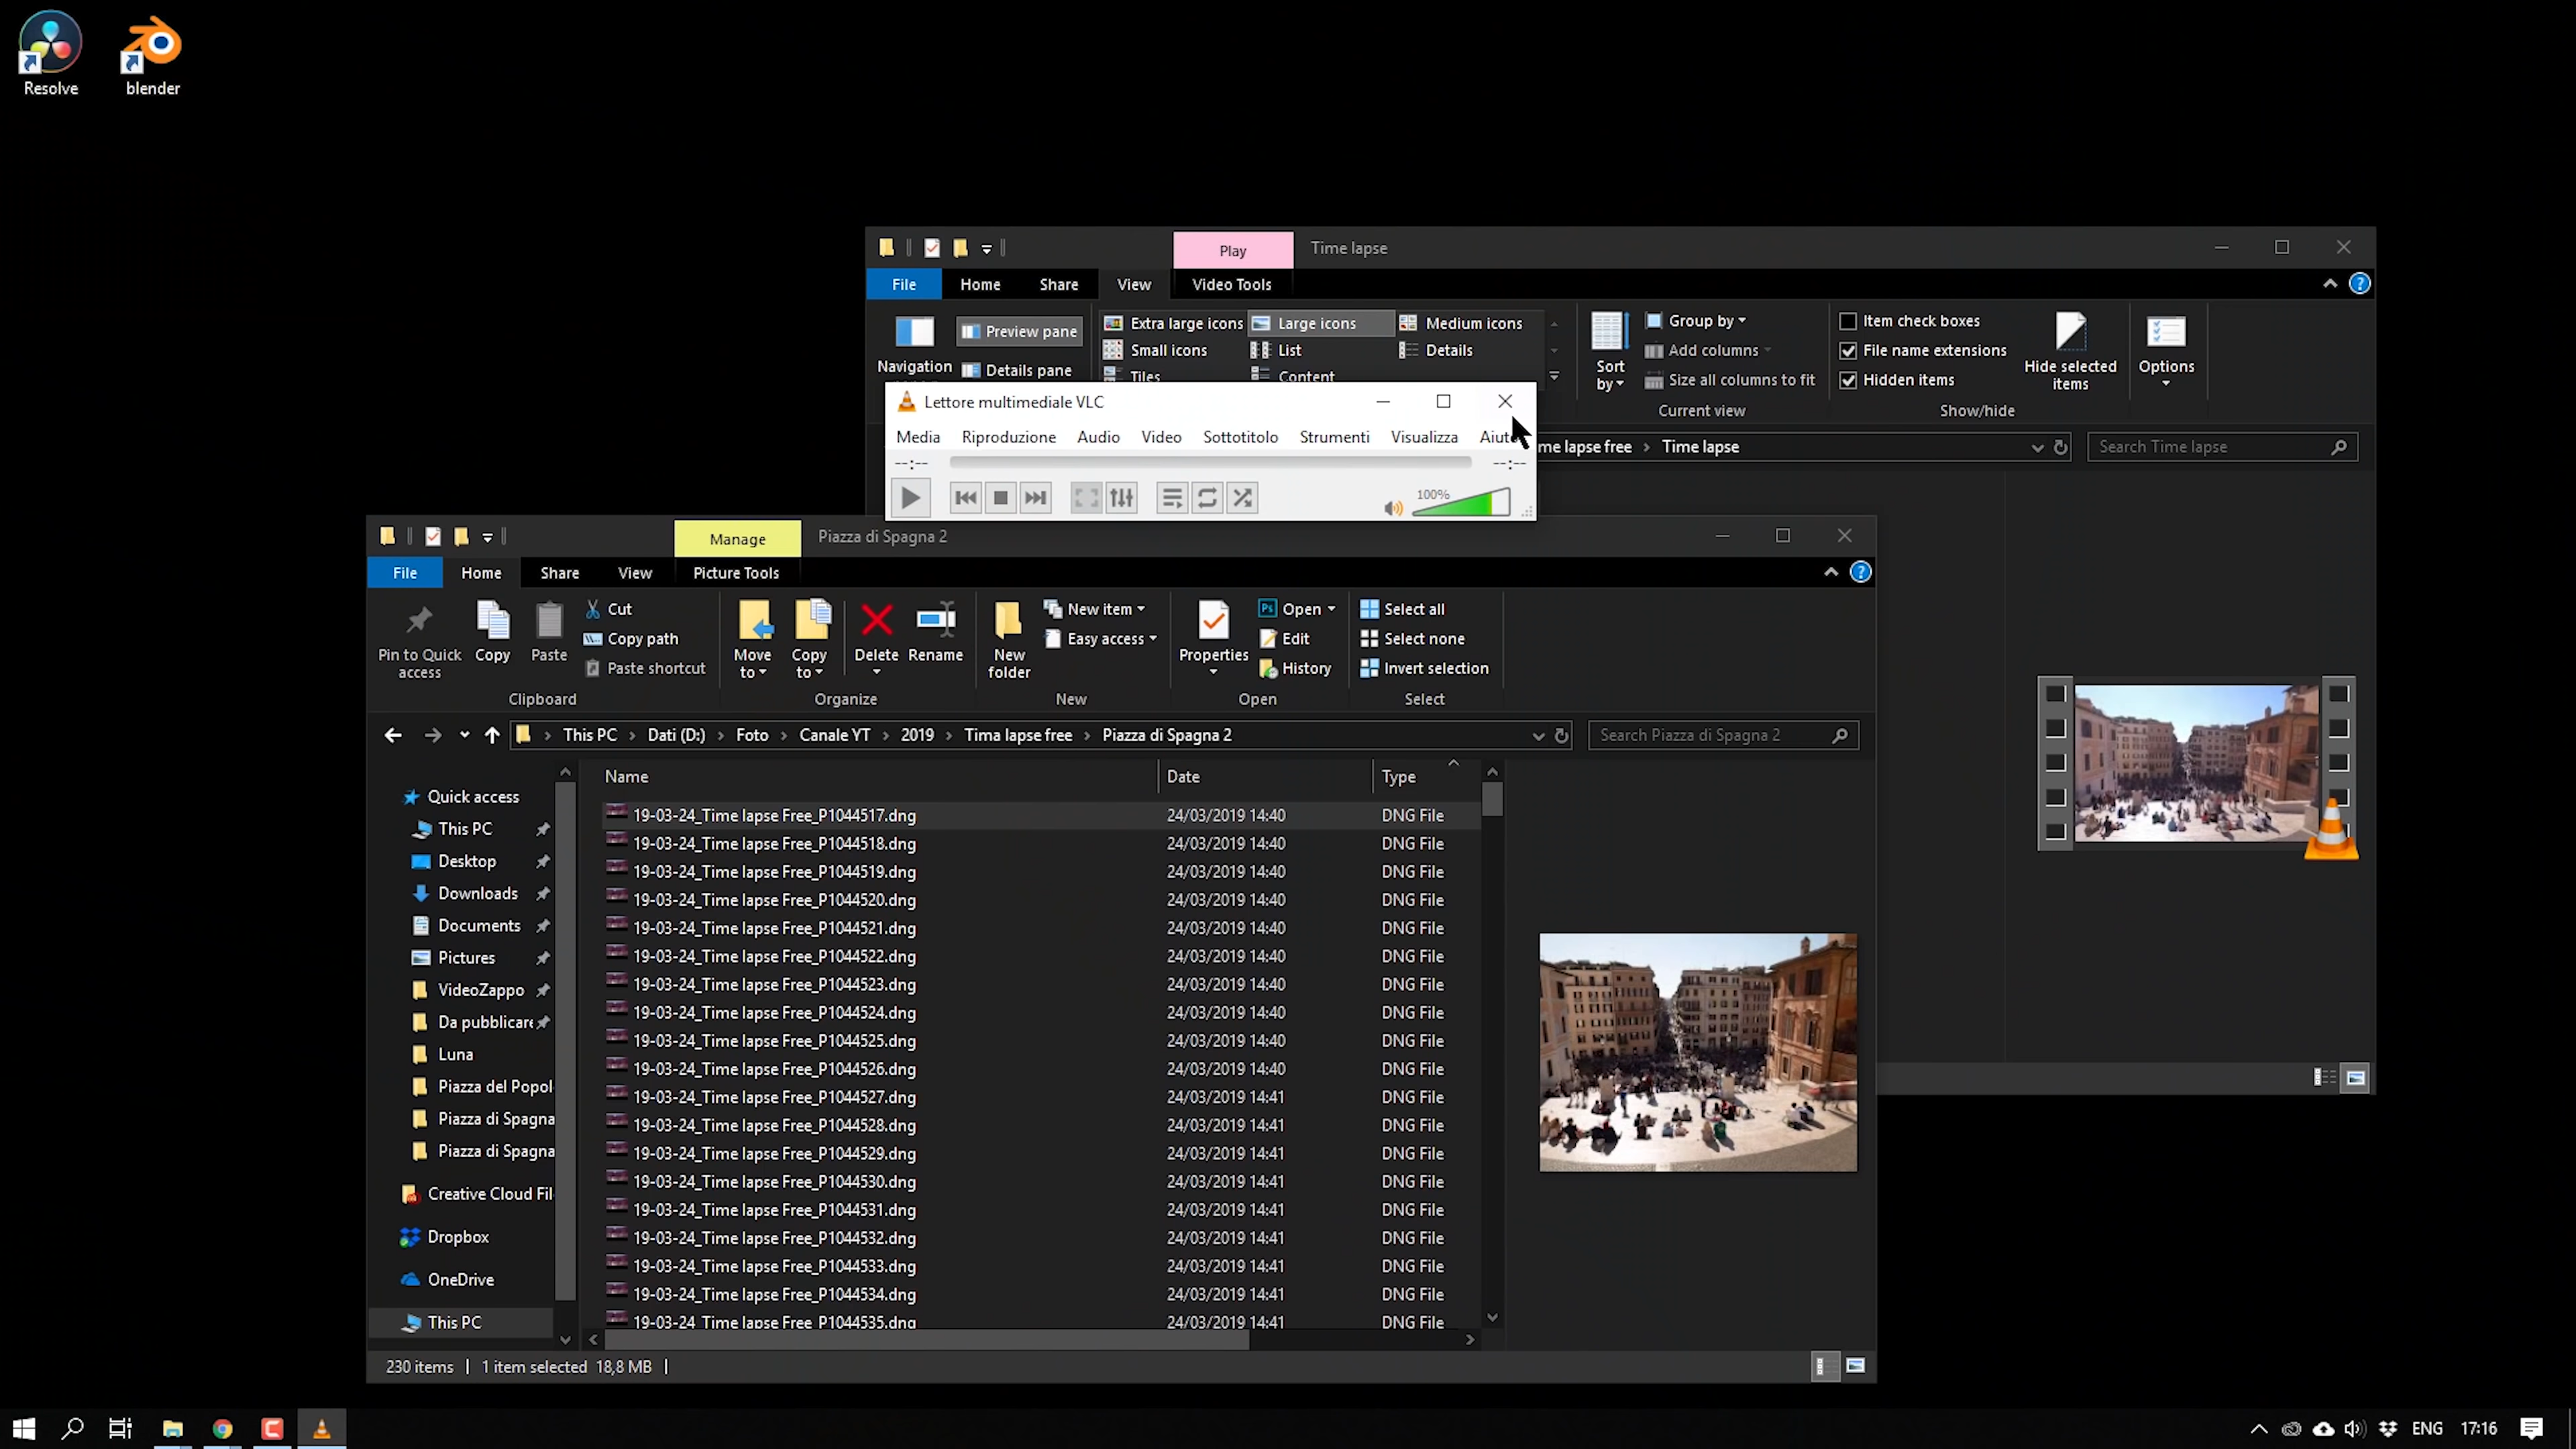 Resolve
blender
Play
Time lapse
File
Home
Share
View
Video Tools
Navigation
Preview pane
Details pane
Extra large icons
Large icons
Medium icons
Small icons
List
Details
Tiles
Content
Sort by
Group by
Add columns
Size all columns to fit
Current view
Item check boxes
File name extensions
Hidden items
Hide selected items
Options
Show/hide
me lapse free
Time lapse
Search Time lapse
Lettore multimediale VLC
Media
Riproduzione
Audio
Video
Sottotitolo
Strumenti
Visualizza
--:--
--:--
100%
Manage
Piazza di Spagna 2
File
Home
Share
View
Picture Tools
Pin to Quick access
Copy
Paste
Cut
Copy path
Paste shortcut
Clipboard
Move to
Copy to
Delete
Rename
Organize
New folder
New item
Easy access
New
Properties
Open
Edit
History
Open
Select all
Select none
Invert selection
Select
This PC
Dati (D:)
Foto
Canale YT
2019
Tima lapse free
Piazza di Spagna 2
Search Piazza di Spagna 2
Quick access
This PC
Desktop
Downloads
Documents
Pictures
VideoZappo
Da pubblicare
Luna
Piazza del Popol
Piazza di Spagna
Piazza di Spagna
Creative Cloud Fil
Dropbox
OneDrive
This PC
Name Date Type
19-03-24_Time lapse Free_P1044517.dng 24/03/2019 14:40 DNG File
19-03-24_Time lapse Free_P1044518.dng 24/03/2019 14:40 DNG File
19-03-24_Time lapse Free_P1044519.dng 24/03/2019 14:40 DNG File
19-03-24_Time lapse Free_P1044520.dng 24/03/2019 14:40 DNG File
19-03-24_Time lapse Free_P1044521.dng 24/03/2019 14:40 DNG File
19-03-24_Time lapse Free_P1044522.dng 24/03/2019 14:40 DNG File
19-03-24_Time lapse Free_P1044523.dng 24/03/2019 14:40 DNG File
19-03-24_Time lapse Free_P1044524.dng 24/03/2019 14:40 DNG File
19-03-24_Time lapse Free_P1044525.dng 24/03/2019 14:40 DNG File
19-03-24_Time lapse Free_P1044526.dng 24/03/2019 14:40 DNG File
19-03-24_Time lapse Free_P1044527.dng 24/03/2019 14:41 DNG File
19-03-24_Time lapse Free_P1044528.dng 24/03/2019 14:41 DNG File
19-03-24_Time lapse Free_P1044529.dng 24/03/2019 14:41 DNG File
19-03-24_Time lapse Free_P1044530.dng 24/03/2019 14:41 DNG File
19-03-24_Time lapse Free_P1044531.dng 24/03/2019 14:41 DNG File
19-03-24_Time lapse Free_P1044532.dng 24/03/2019 14:41 DNG File
19-03-24_Time lapse Free_P1044533.dng 24/03/2019 14:41 DNG File
19-03-24_Time lapse Free_P1044534.dng 24/03/2019 14:41 DNG File
19-03-24_Time lapse Free_P1044535.dng 24/03/2019 14:41 DNG File
230 items
1 item selected 18,8 MB
ENG
17:16